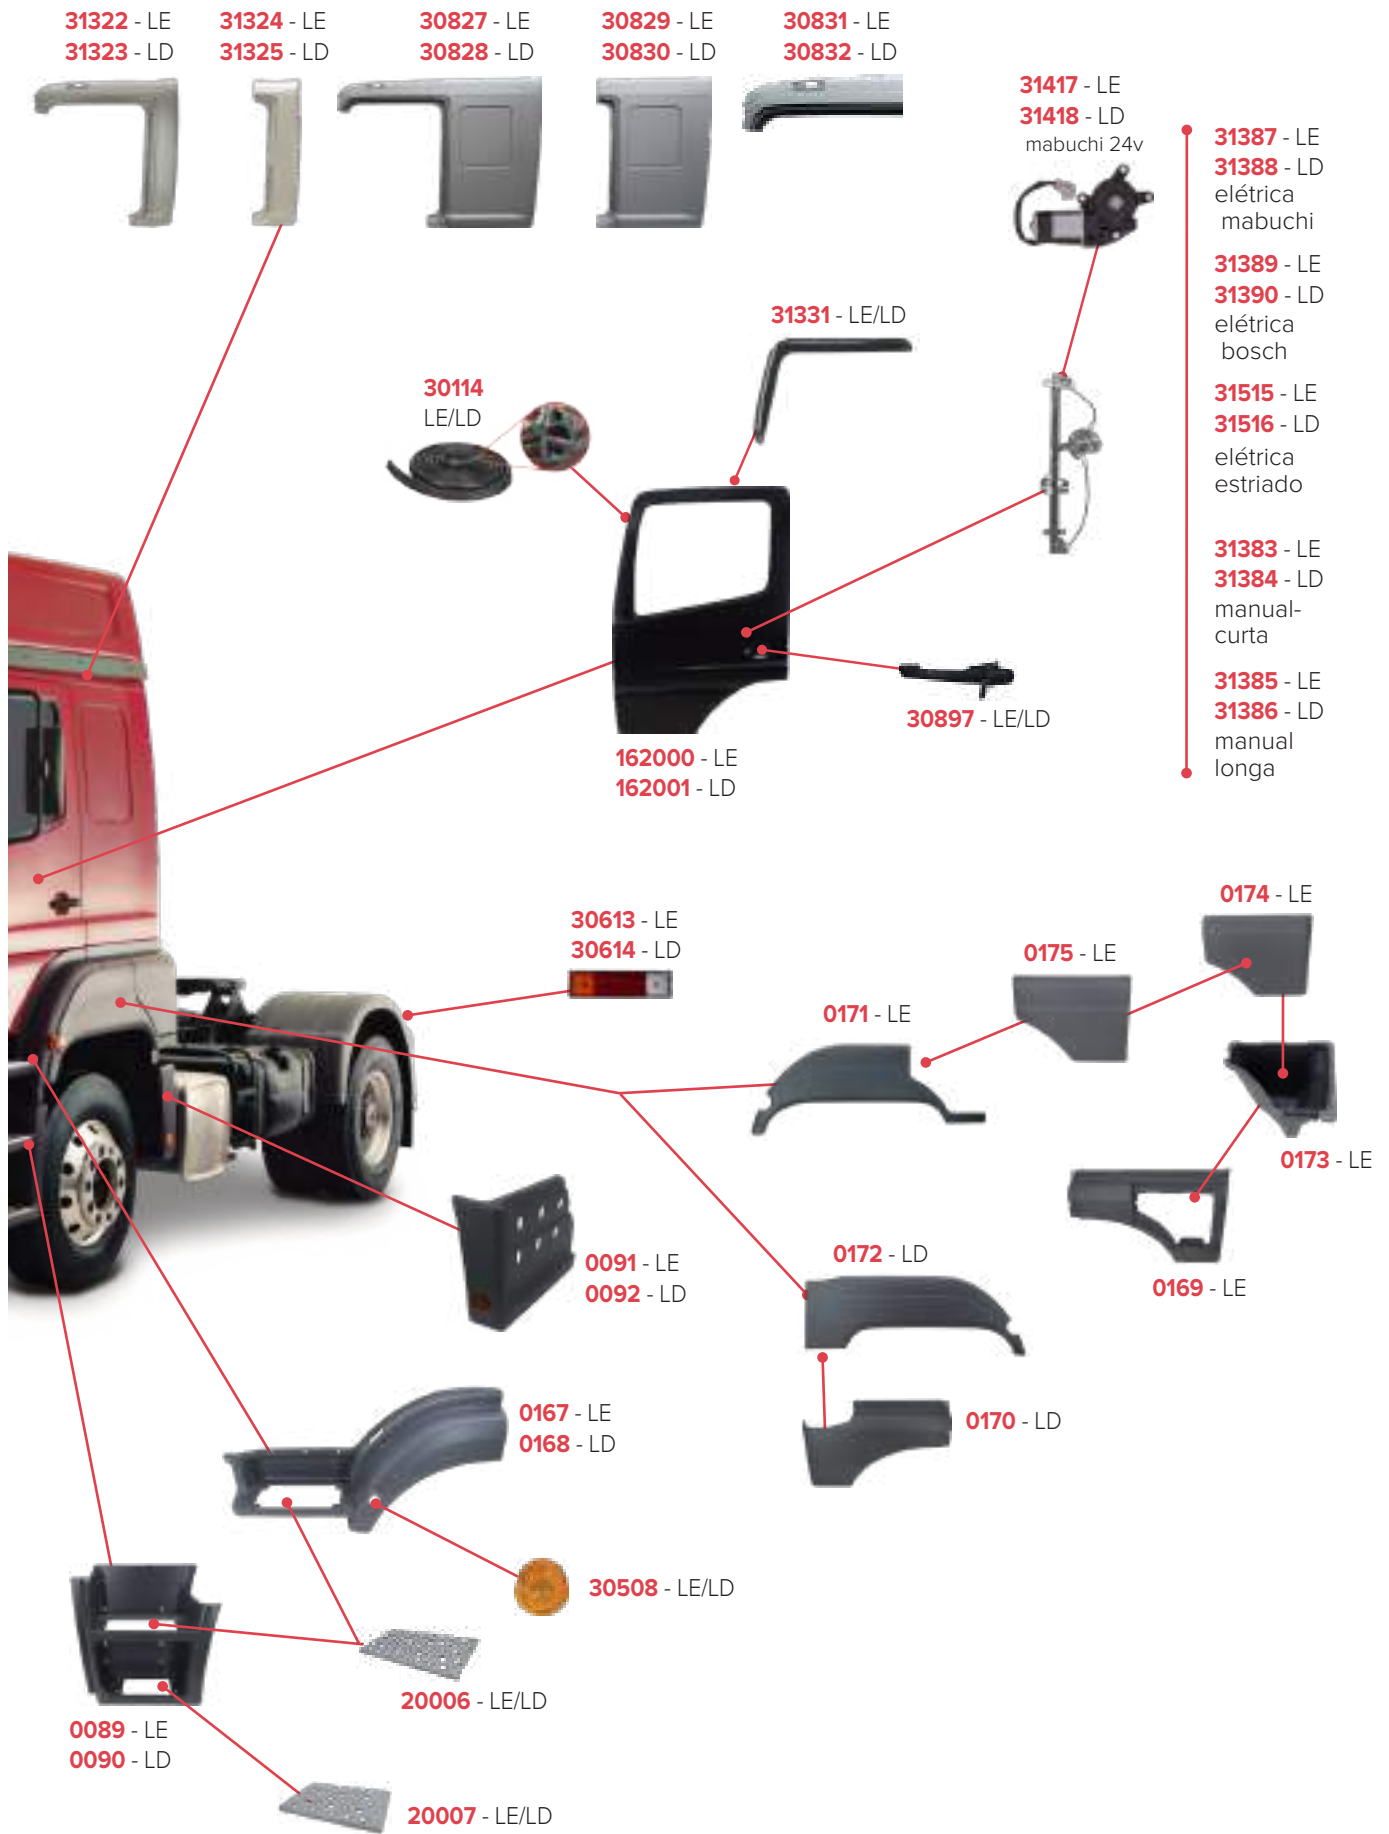 31322 - LE
31323 - LD
31324 - LE
31325 - LD
30827 - LE
30828 - LD
30829 - LE
30830 - LD
30831 - LE
30832 - LD
31417 - LE
31418 - LD
mabuchi 24v
31387 - LE
31388 - LD
elétrica
mabuchi
31389 - LE
31390 - LD
elétrica
bosch
31515 - LE
31516 - LD
elétrica
estriado
31383 - LE
31384 - LD
manual-
curta
31385 - LE
31386 - LD
manual
longa
31331 - LE/LD
30114
LE/LD
30897 - LE/LD
162000 - LE
162001 - LD
30613 - LE
30614 - LD
0174 - LE
0175 - LE
0171 - LE
0173 - LE
0169 - LE
0172 - LD
0170 - LD
0091 - LE
0092 - LD
0167 - LE
0168 - LD
30508 - LE/LD
20006 - LE/LD
0089 - LE
0090 - LD
20007 - LE/LD